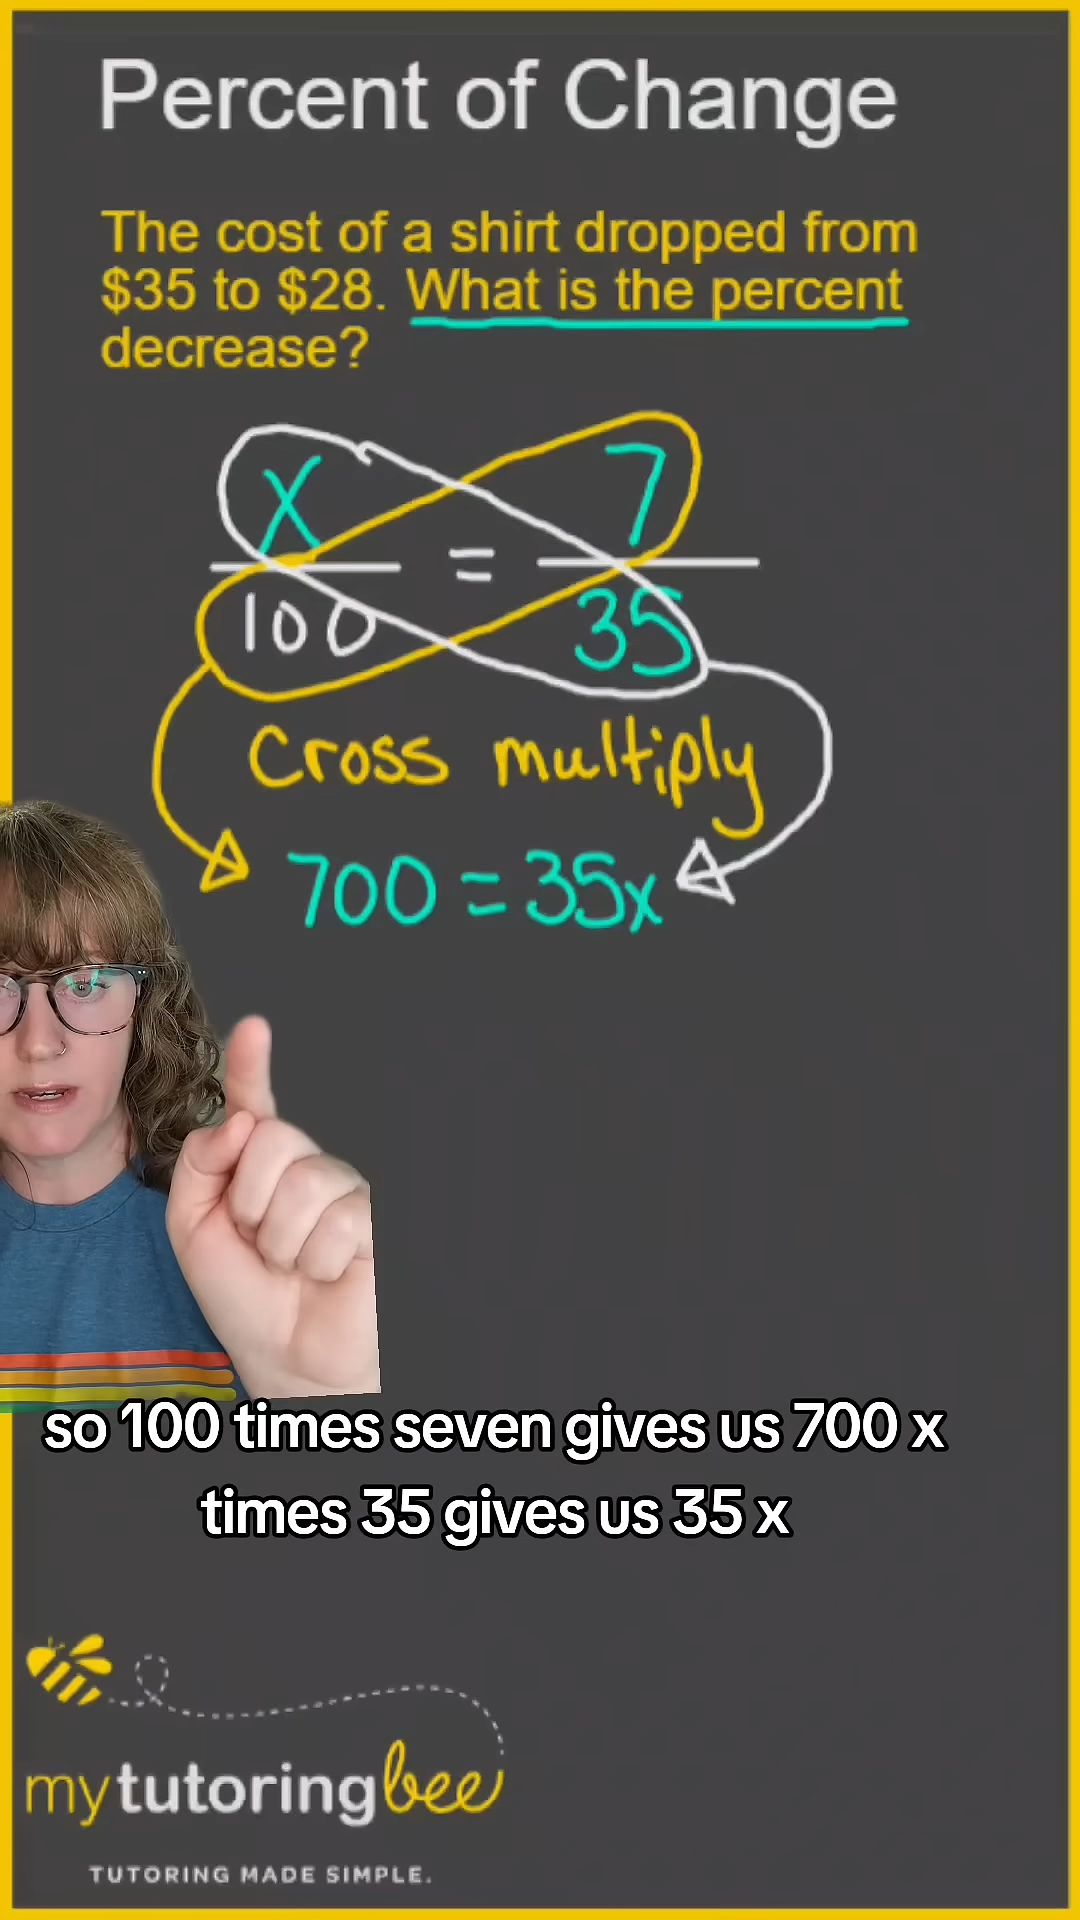 Percent of Change
The cost of a shirt dropped from
$35 to $28. What is the percent
decrease?
x 7
=
100 35
Cross multiply
700 = 35x
so 100 times seven gives us 700 x
times 35 gives us 35 x
mytutoringbee
TUTORING MADE SIMPLE.